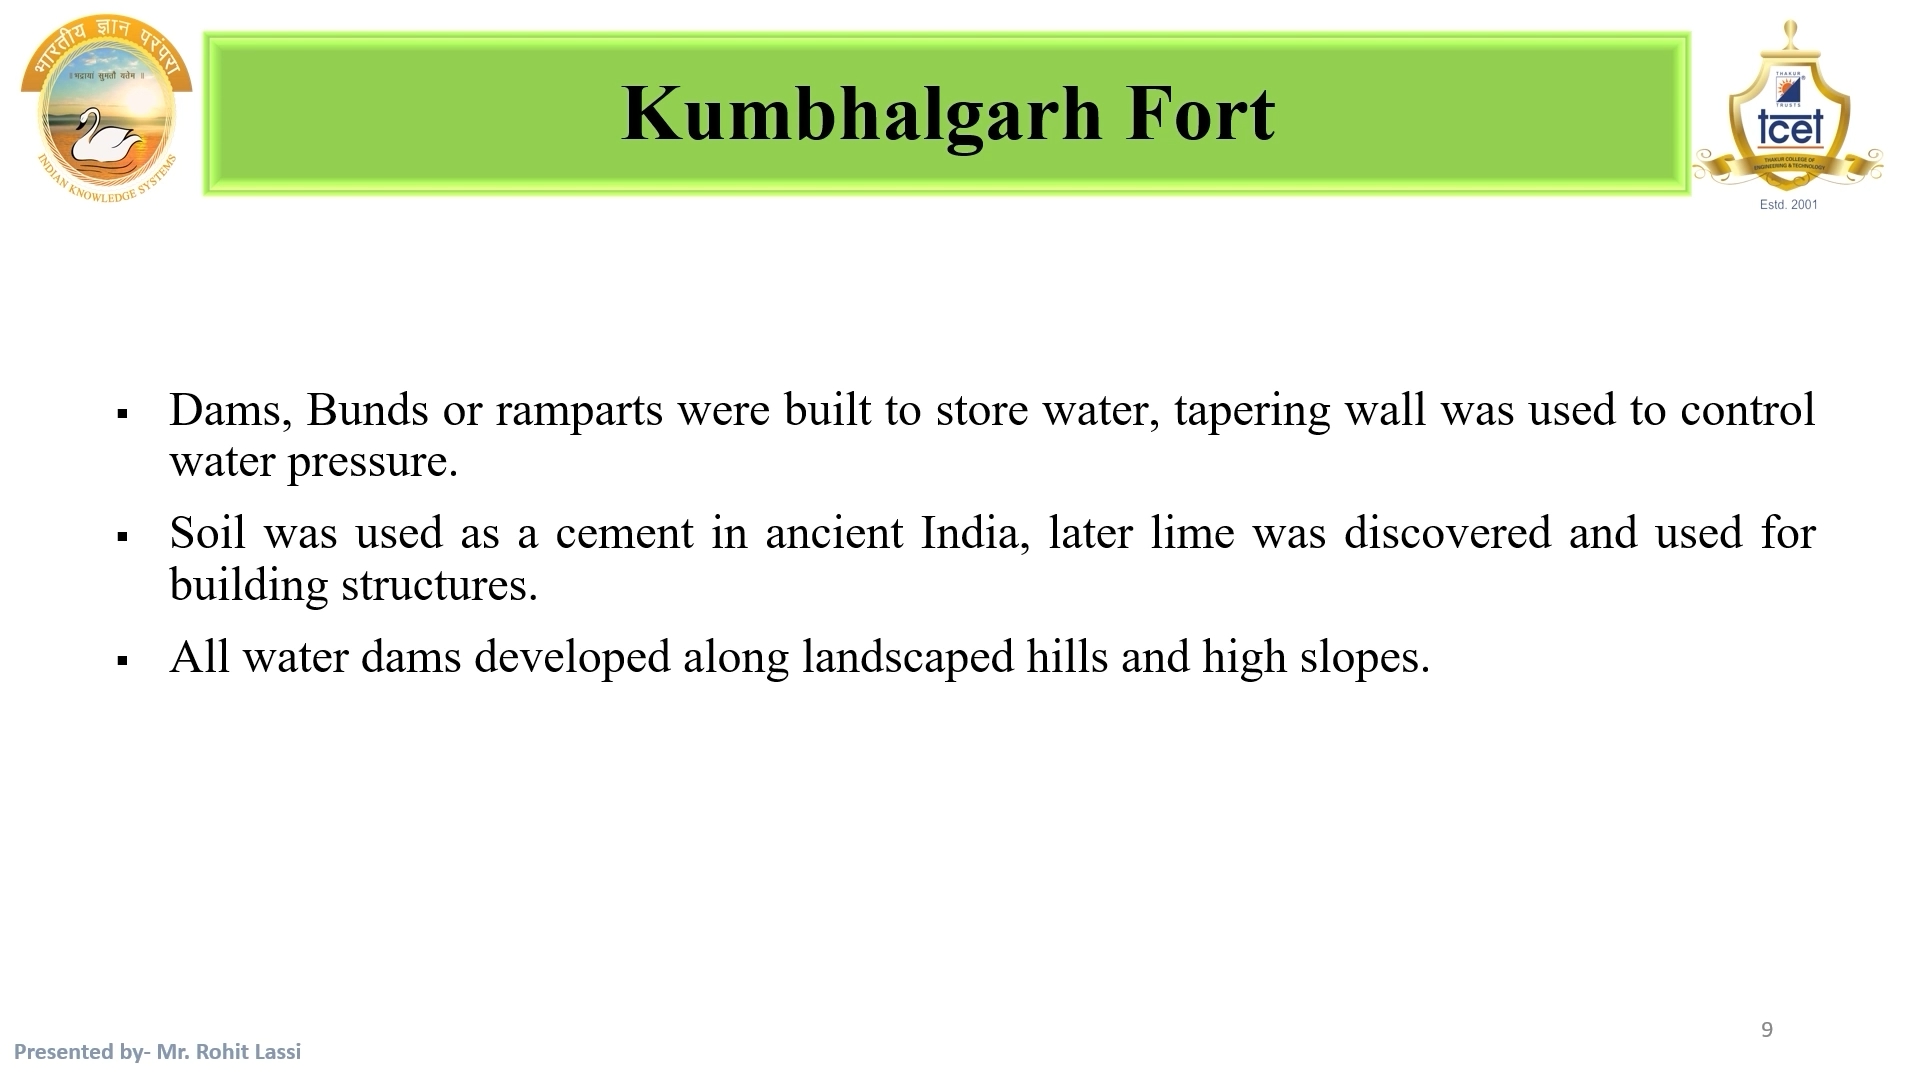 भारतीय ज्ञान परंपरा
INDIAN KNOWLEDGE SYSTEMS
Kumbhalgarh Fort
THAKUR
TRUSTS
tcet
THAKUR COLLEGE OF
ENGINEERING & TECHNOLOGY
Estd. 2001
▪ Dams, Bunds or ramparts were built to store water, tapering wall was used to control
water pressure.
▪ Soil was used as a cement in ancient India, later lime was discovered and used for
building structures.
▪ All water dams developed along landscaped hills and high slopes.
9
Presented by- Mr. Rohit Lassi